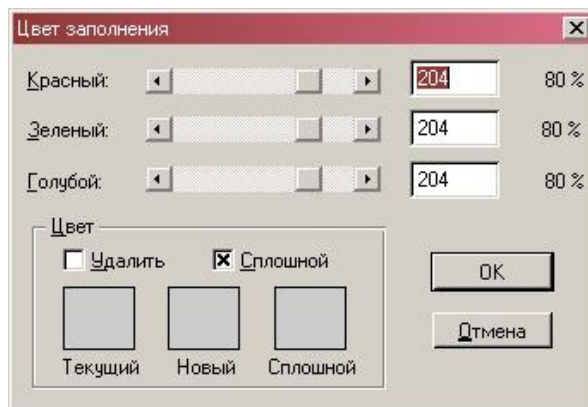 Цвет заполнения
Красный: 204 80 %
Зеленый: 204 80 %
Голубой: 204 80 %
Цвет
Удалить Сплошной
OK
Текущий Новый Сплошной
Отмена